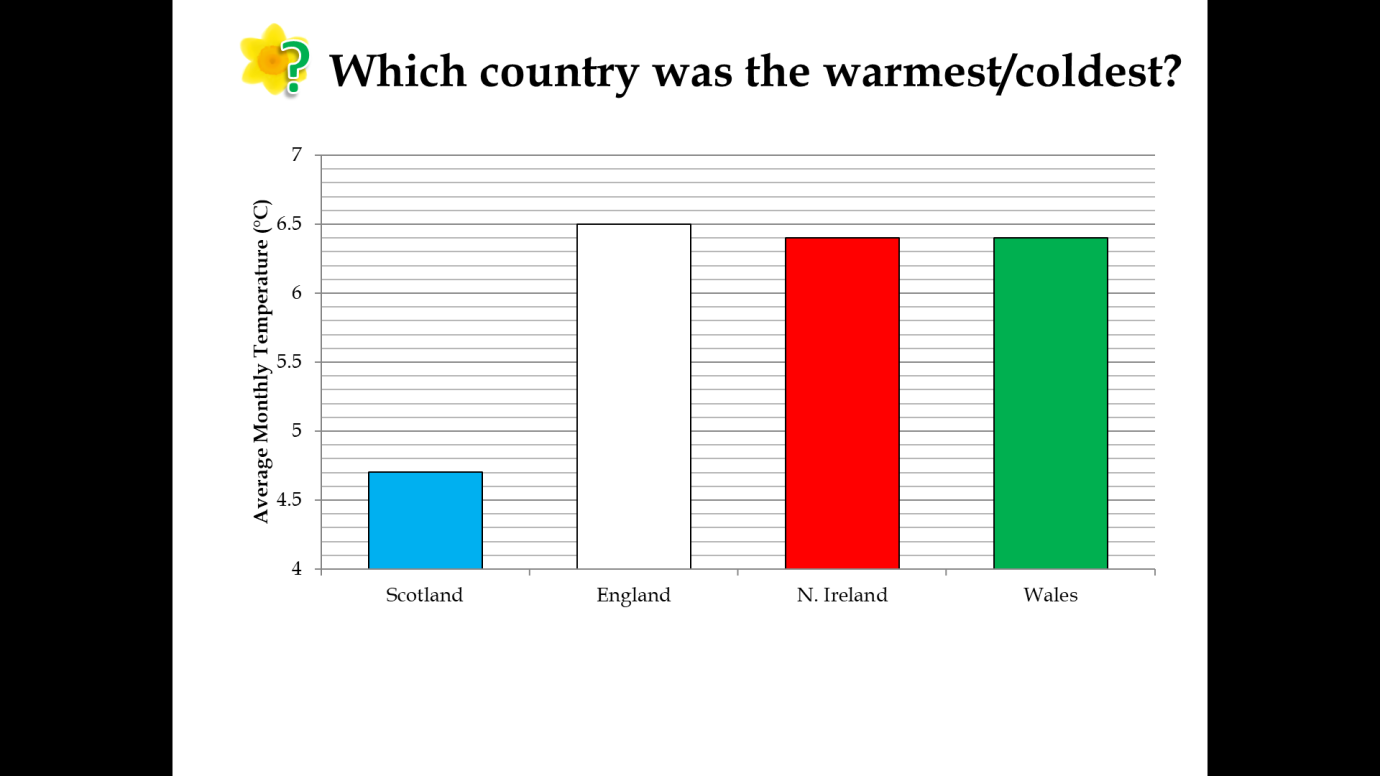 ? Which country was the warmest/coldest?
Average Monthly Temperature (°C)
7
6.5
6
5.5
5
4.5
4
Scotland England N. Ireland Wales